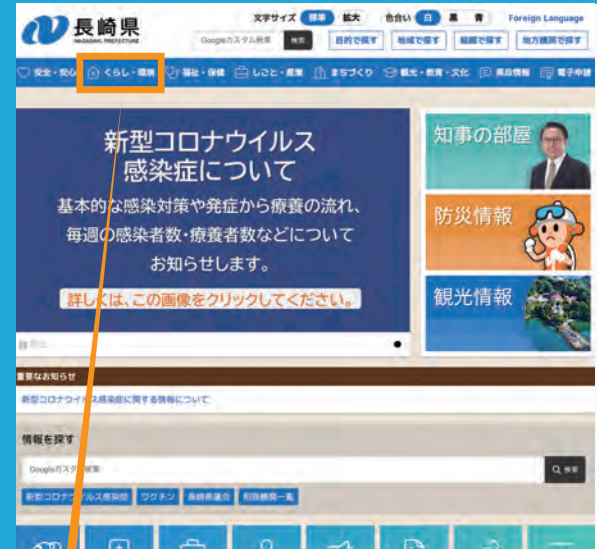 長崎県
NAGASAKI PREFECTURE
文字サイズ 標準 拡大 色合い 白 黒 青 Foreign Language
Googleカスタム検索 検索 目的で探す 地域で探す 組織で探す 地方機関で探す
安全・安心 くらし・環境 福祉・保健 しごと・産業 まちづくり 観光・教育・文化 県政情報 電子申請
新型コロナウイルス
感染症について
基本的な感染対策や発症から療養の流れ、
毎週の感染者数・療養者数などについて
お知らせします。
詳しくは、この画像をクリックしてください。
知事の部屋
防災情報
観光情報
重要なお知らせ
新型コロナウイルス感染症に関する情報について
情報を探す
Googleカスタム検索 検索
新型コロナウイルス感染症 ワクチン 長崎県議会 相談機関一覧